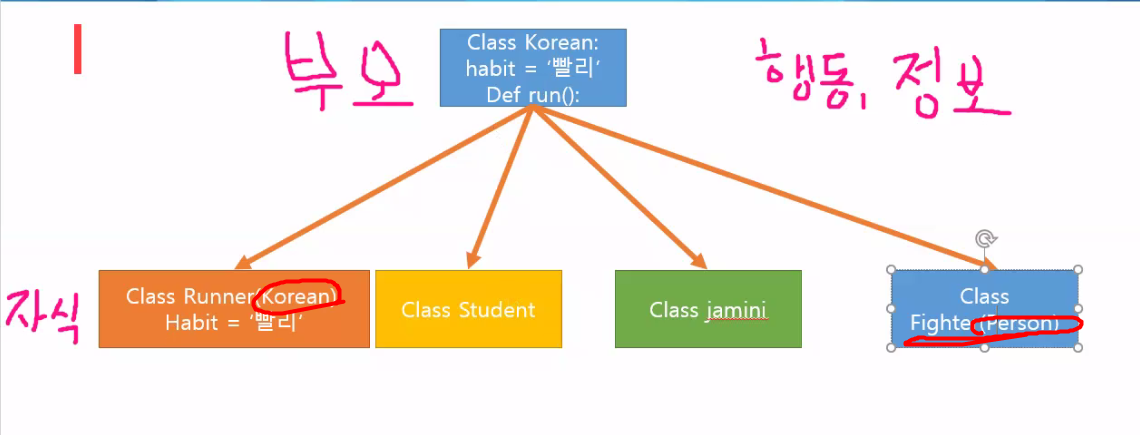 부모
Class Korean:
habit = ‘빨리’
Def run():
행동, 정보
자식
Class Runner(Korean)
Habit = ‘빨리’
Class Student
Class jamini
Class
Fighter(Person)